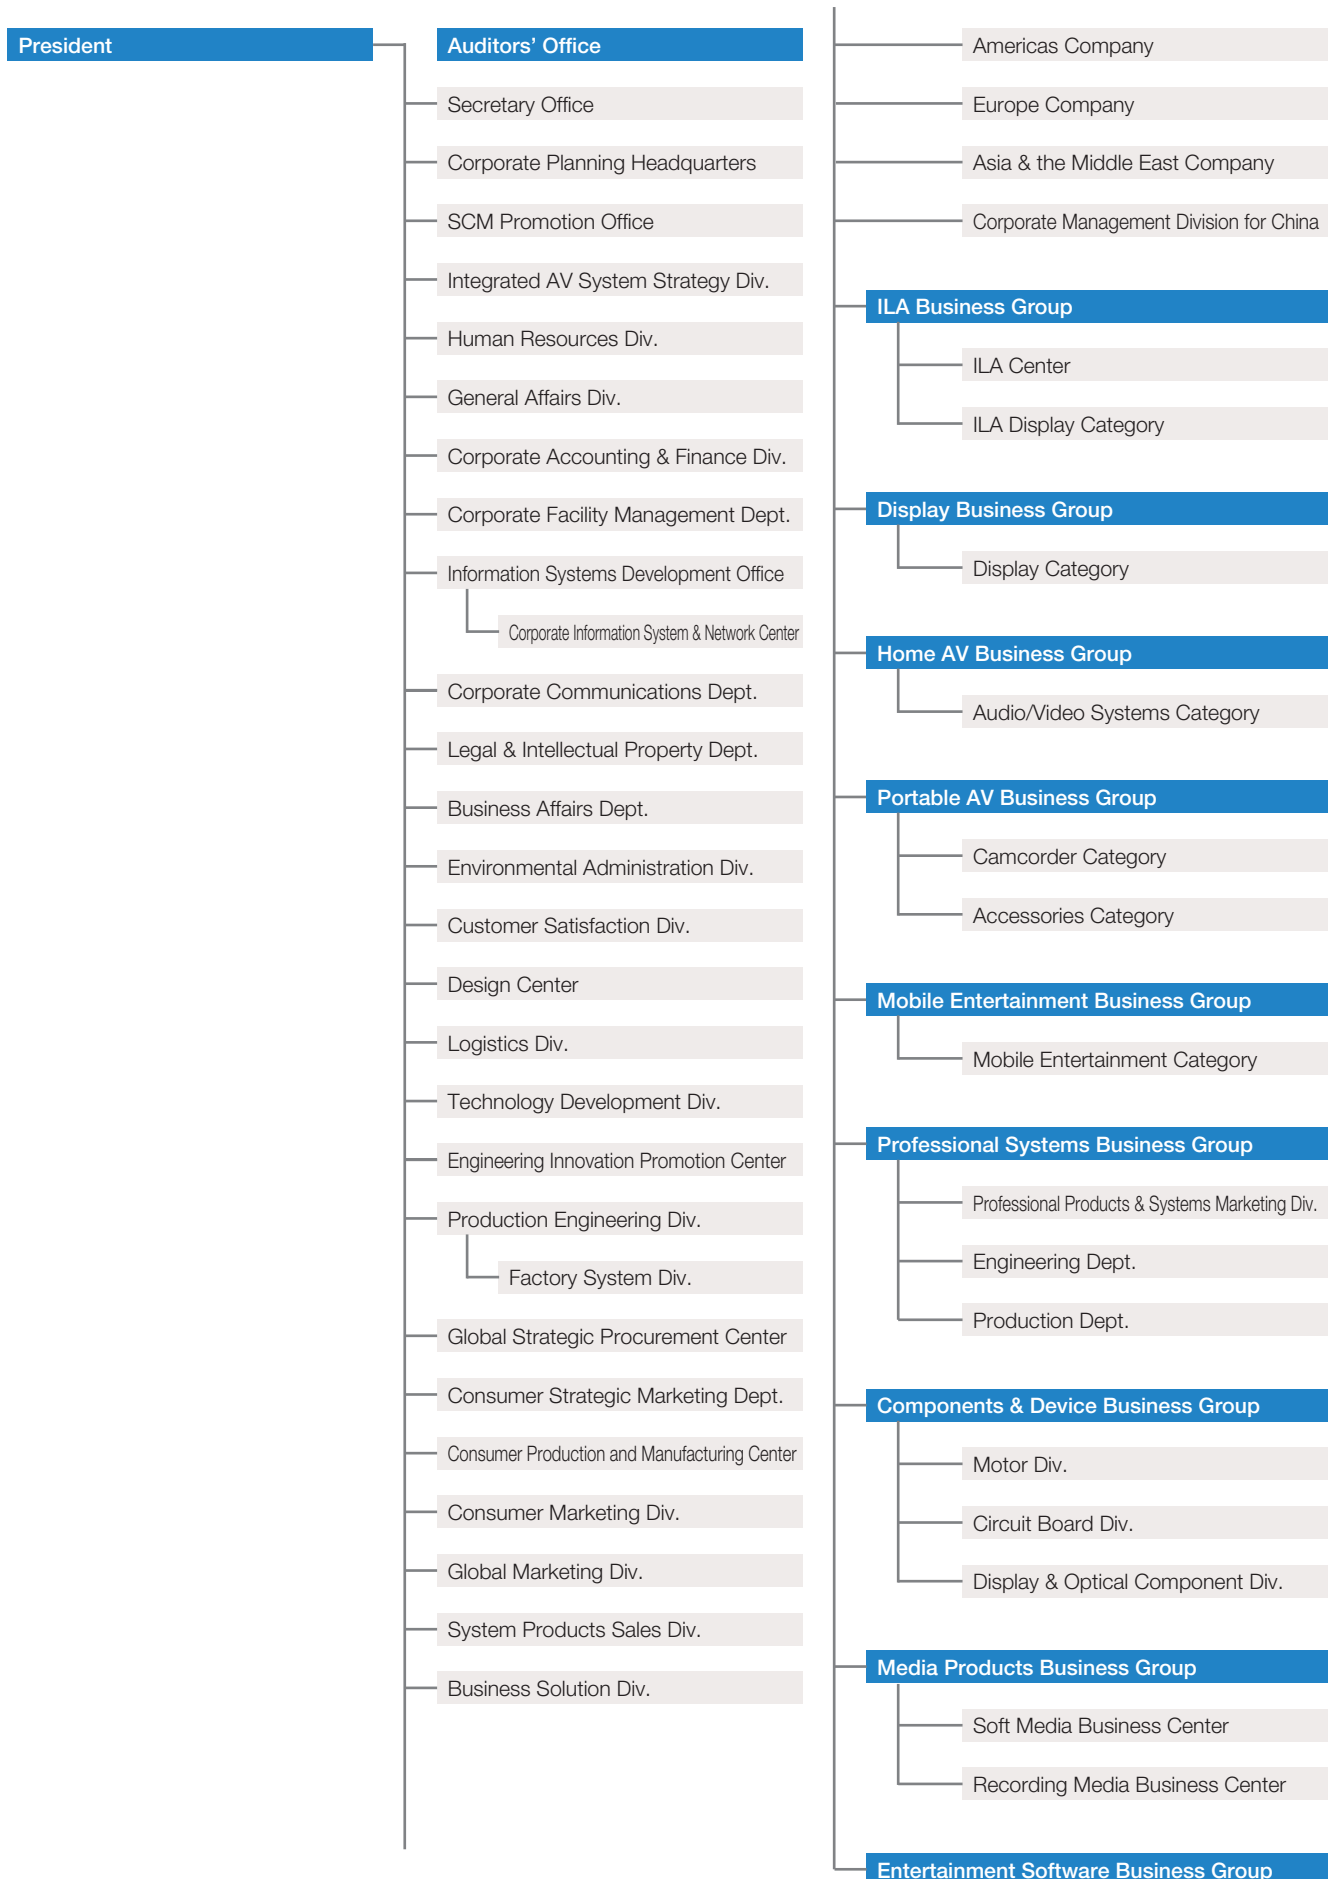 President
Auditors’ Office
Secretary Office
Corporate Planning Headquarters
SCM Promotion Office
Integrated AV System Strategy Div.
Human Resources Div.
General Affairs Div.
Corporate Accounting & Finance Div.
Corporate Facility Management Dept.
Information Systems Development Office
Corporate Information System & Network Center
Corporate Communications Dept.
Legal & Intellectual Property Dept.
Business Affairs Dept.
Environmental Administration Div.
Customer Satisfaction Div.
Design Center
Logistics Div.
Technology Development Div.
Engineering Innovation Promotion Center
Production Engineering Div.
Factory System Div.
Global Strategic Procurement Center
Consumer Strategic Marketing Dept.
Consumer Production and Manufacturing Center
Consumer Marketing Div.
Global Marketing Div.
System Products Sales Div.
Business Solution Div.
Americas Company
Europe Company
Asia & the Middle East Company
Corporate Management Division for China
ILA Business Group
ILA Center
ILA Display Category
Display Business Group
Display Category
Home AV Business Group
Audio/Video Systems Category
Portable AV Business Group
Camcorder Category
Accessories Category
Mobile Entertainment Business Group
Mobile Entertainment Category
Professional Systems Business Group
Professional Products & Systems Marketing Div.
Engineering Dept.
Production Dept.
Components & Device Business Group
Motor Div.
Circuit Board Div.
Display & Optical Component Div.
Media Products Business Group
Soft Media Business Center
Recording Media Business Center
Entertainment Software Business Group